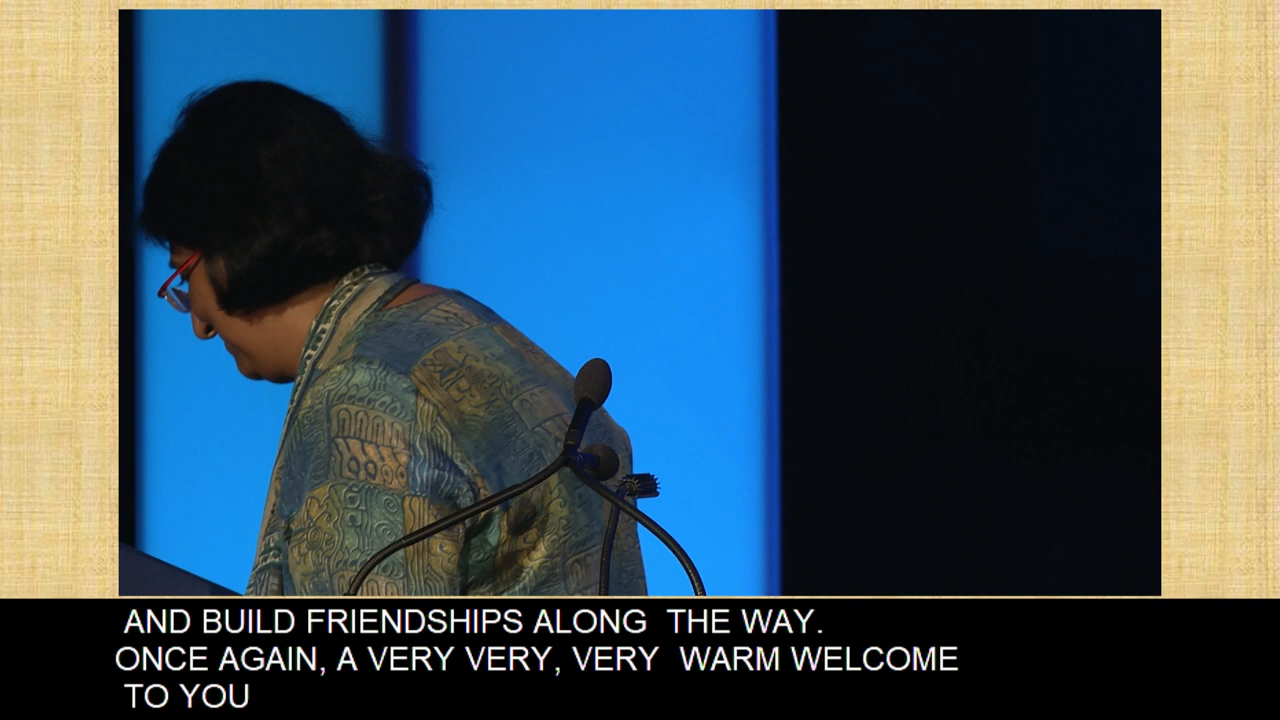 AND BUILD FRIENDSHIPS ALONG THE WAY.
ONCE AGAIN, A VERY VERY, VERY WARM WELCOME
TO YOU